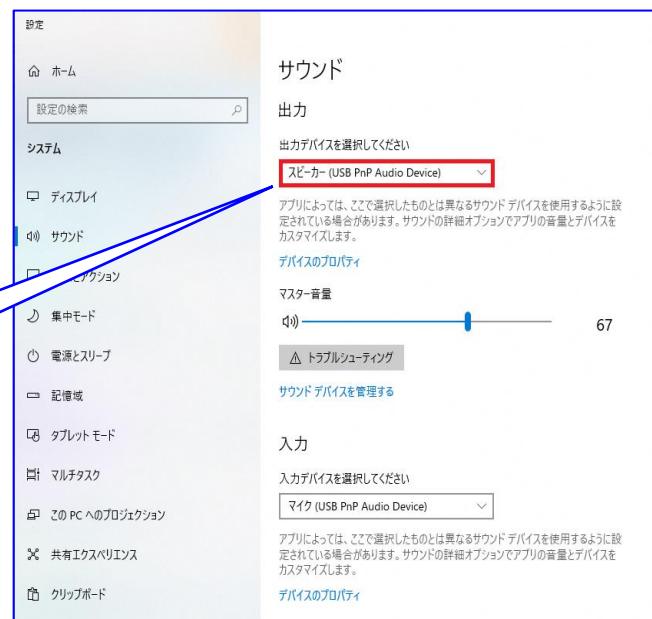 設定
ホーム
設定の検索
システム
ディスプレイ
サウンド
アクション
集中モード
電源とスリープ
記憶域
タブレット モード
マルチタスク
この PC へのプロジェクション
共有エクスペリエンス
クリップボード
サウンド
出力
出力デバイスを選択してください
スピーカー (USB PnP Audio Device)
アプリによっては、ここで選択したものとは異なるサウンド デバイスを使用するように設
定されている場合があります。サウンドの詳細オプションでアプリの音量とデバイスを
カスタマイズします。
デバイスのプロパティ
マスター音量
67
トラブルシューティング
サウンド デバイスを管理する
入力
入力デバイスを選択してください
マイク (USB PnP Audio Device)
アプリによっては、ここで選択したものとは異なるサウンド デバイスを使用するように設
定されている場合があります。サウンドの詳細オプションでアプリの音量とデバイスを
カスタマイズします。
デバイスのプロパティ